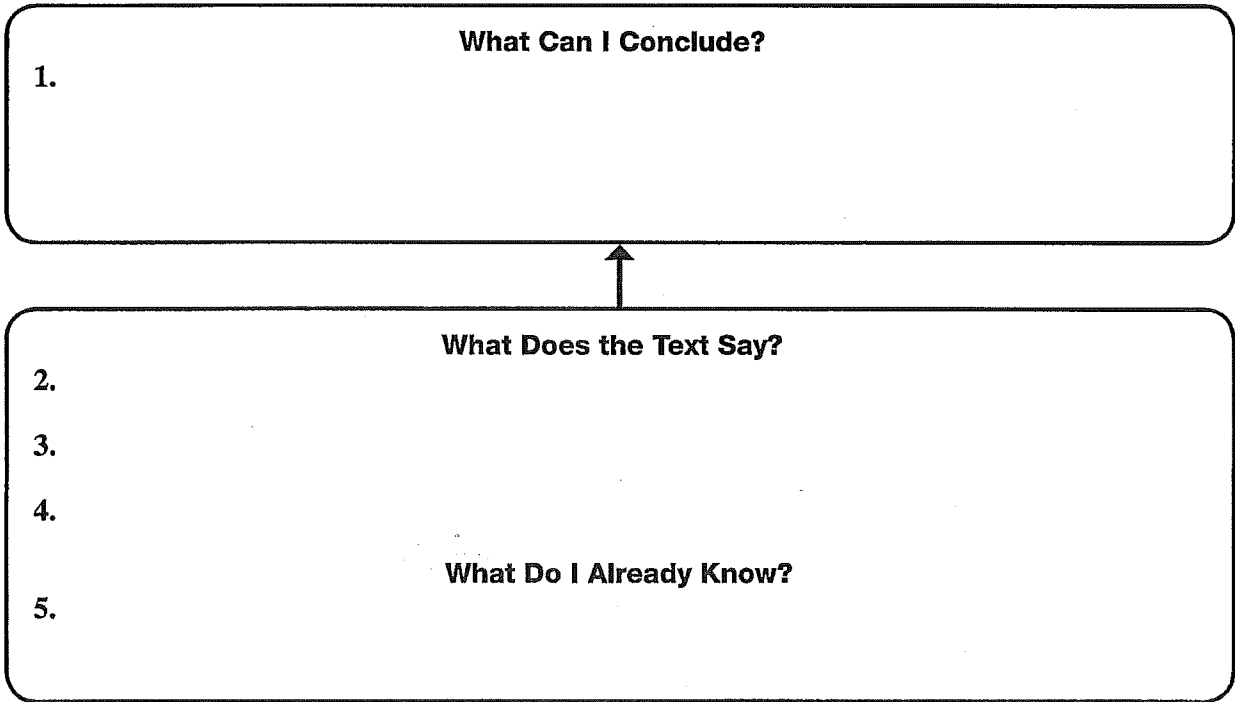 What Can I Conclude?
1.
What Does the Text Say?
2.
3.
4.
What Do I Already Know?
5.